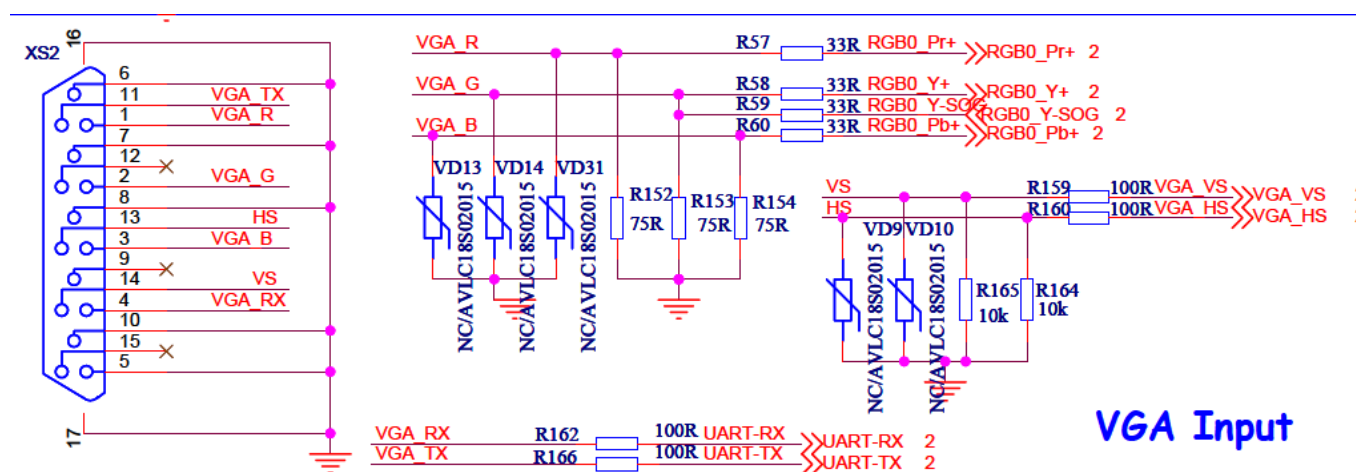 XS2
16
6
11 VGA_TX
1 VGA_R
7
12
2 VGA_G
8
13 HS
3 VGA_B
9
14 VS
4 VGA_RX
10
15
5
17
VGA_R R57 33R RGB0_Pr+ RGB0_Pr+ 2
VGA_G R58 33R RGB0_Y+ RGB0_Y+ 2
R59 33R RGB0_Y-SOG RGB0_Y-SOG 2
VGA_B R60 33R RGB0_Pb+ RGB0_Pb+ 2
VD13 VD14 VD31
NC/AVLC18S02015
NC/AVLC18S02015
NC/AVLC18S02015
R152 75R
R153 75R
R154 75R
VS R159 100R VGA_VS VGA_VS
HS R160 100R VGA_HS VGA_HS
VD9 VD10
NC/AVLC18S02015
NC/AVLC18S02015
R165 10k
R164 10k
VGA_RX R162 100R UART-RX UART-RX 2
VGA_TX R166 100R UART-TX UART-TX 2
VGA Input